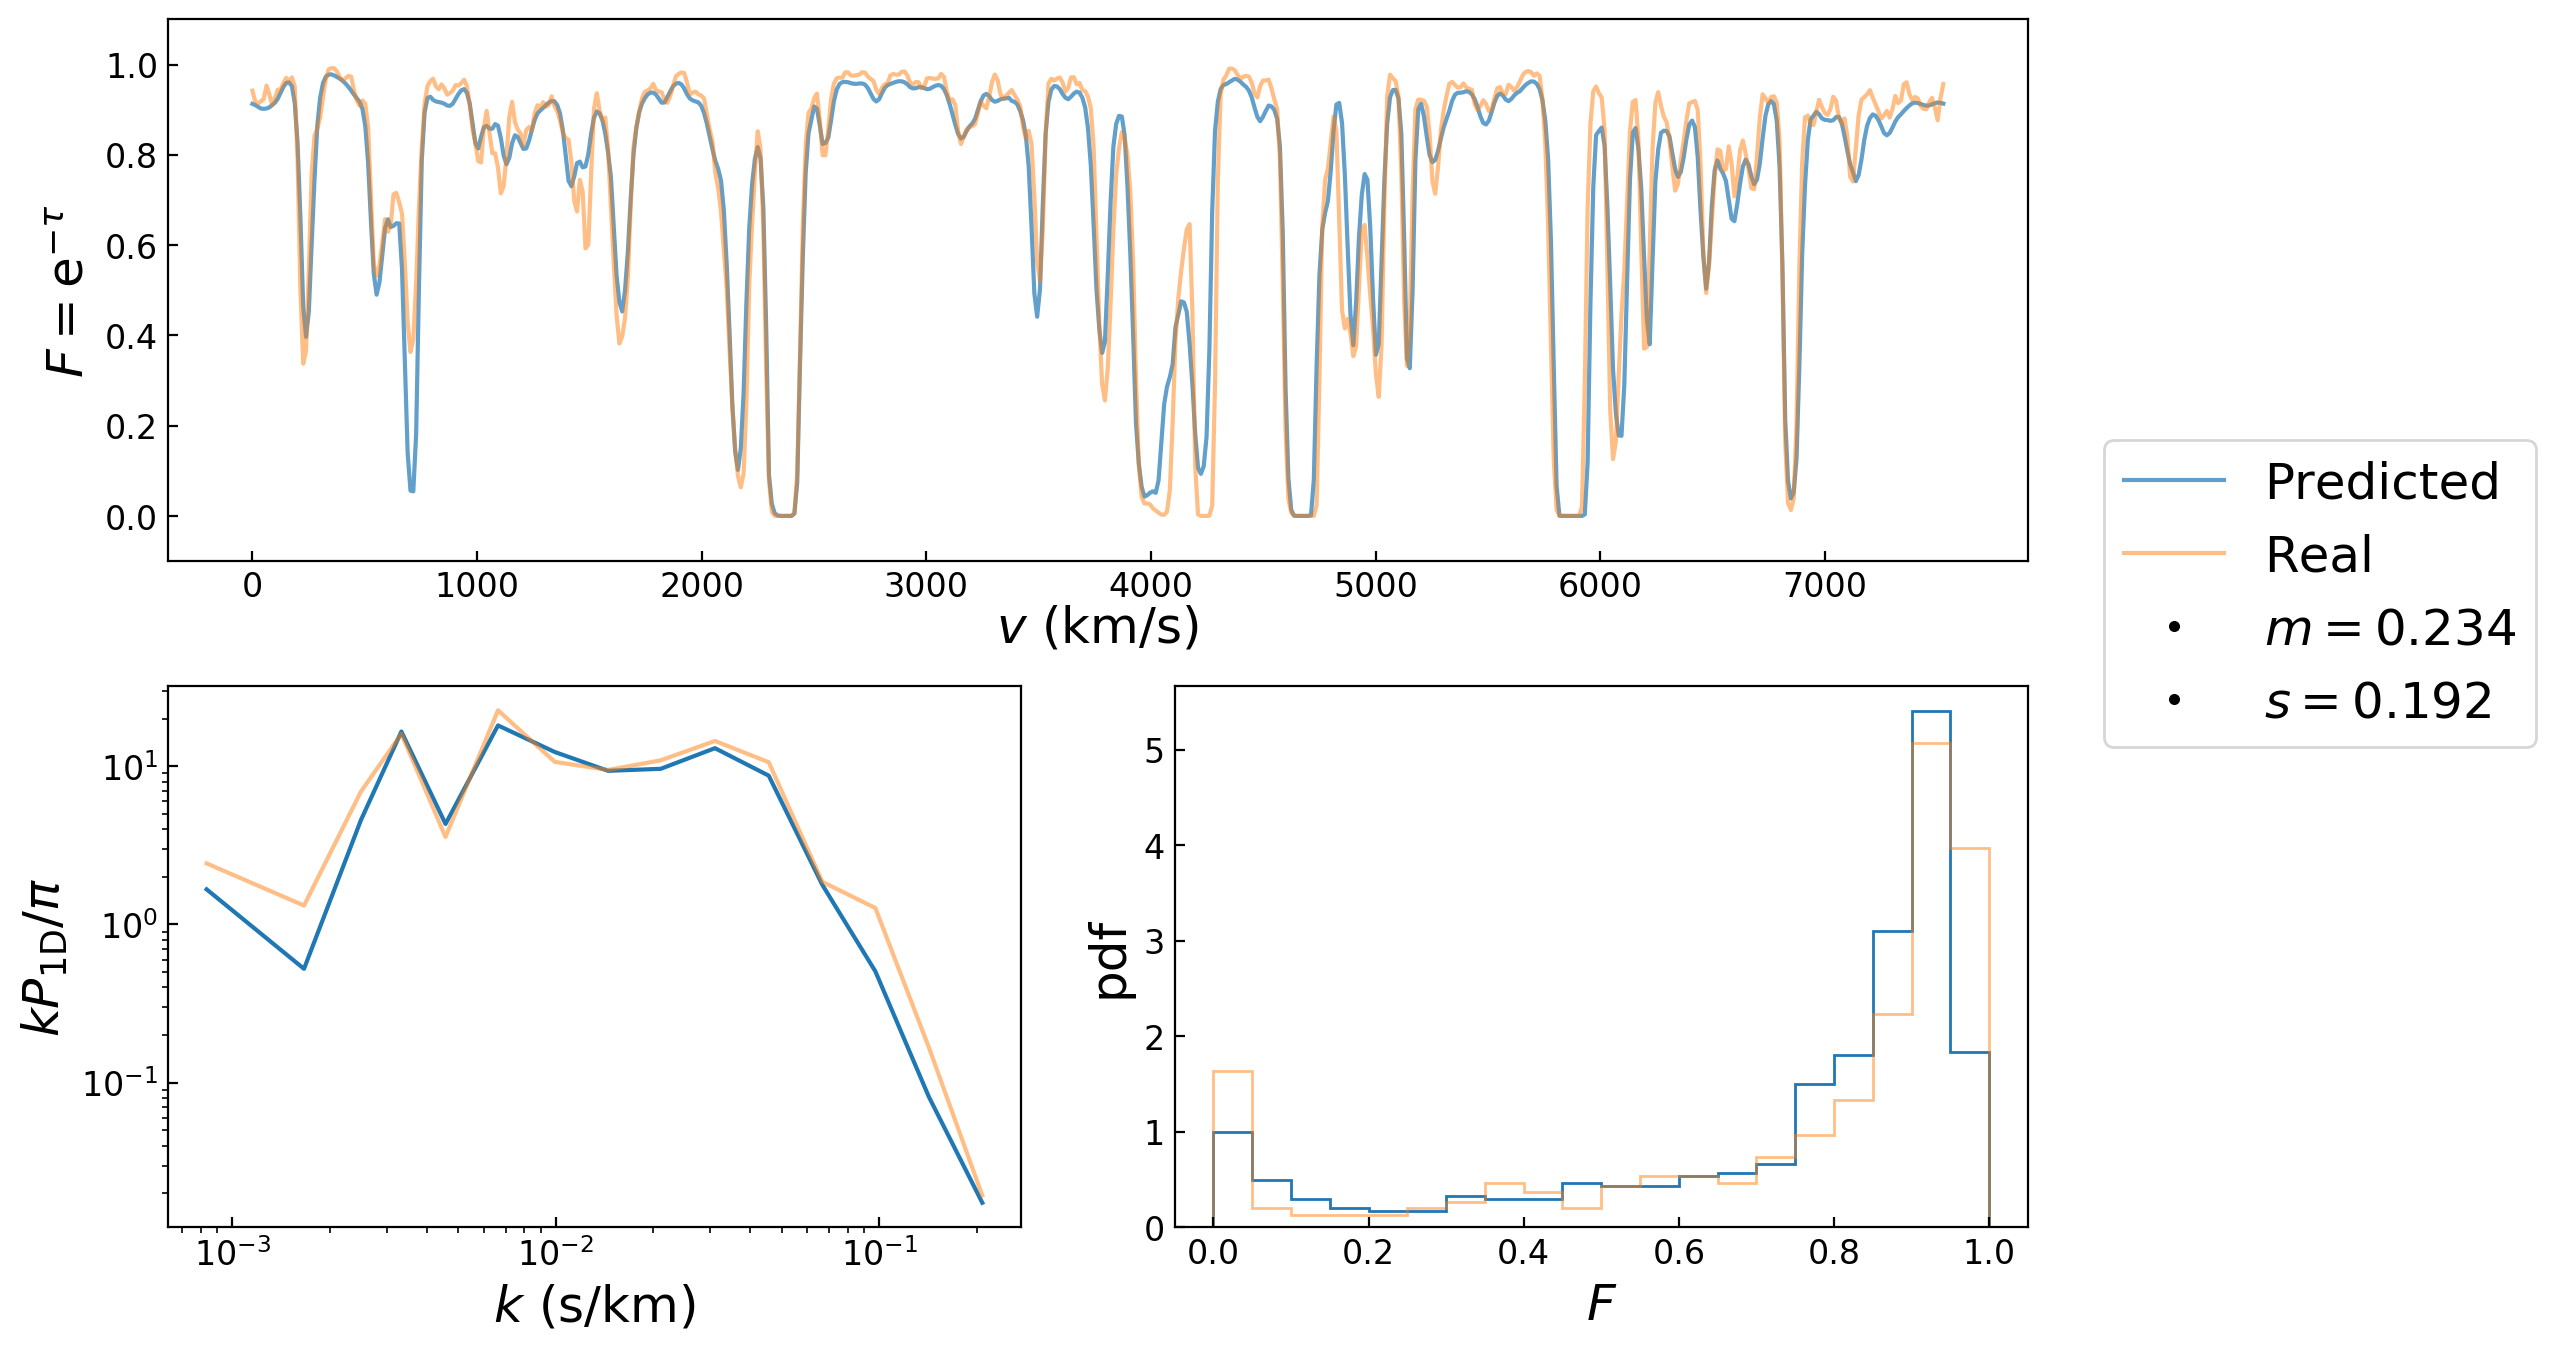 1.0
0.8
0.6
0.4
0.2
0.0
F = e^{−τ}
0 1000 2000 3000 4000 5000 6000 7000
v (km/s)
Predicted
Real
m = 0.234
s = 0.192
10^1
10^0
10^{−1}
kP_{1D}/π
10^{−3} 10^{−2} 10^{−1}
k (s/km)
5
4
3
2
1
0
pdf
0.0 0.2 0.4 0.6 0.8 1.0
F